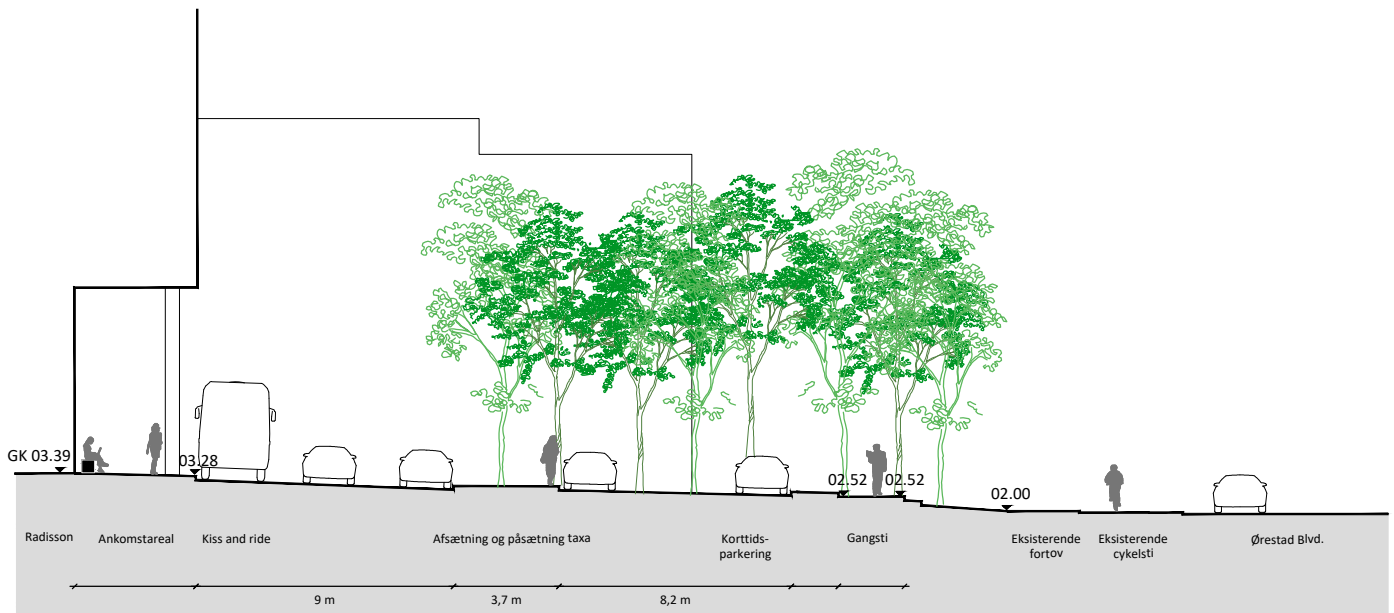 GK 03.39
03.28
02.52
02.52
02.00
Radisson
Ankomstareal
Kiss and ride
Afsætning og påsætning taxa
Korttids-
parkering
Gangsti
Eksisterende
fortov
Eksisterende
cykelsti
Ørestad Blvd.
9 m
3,7 m
8,2 m